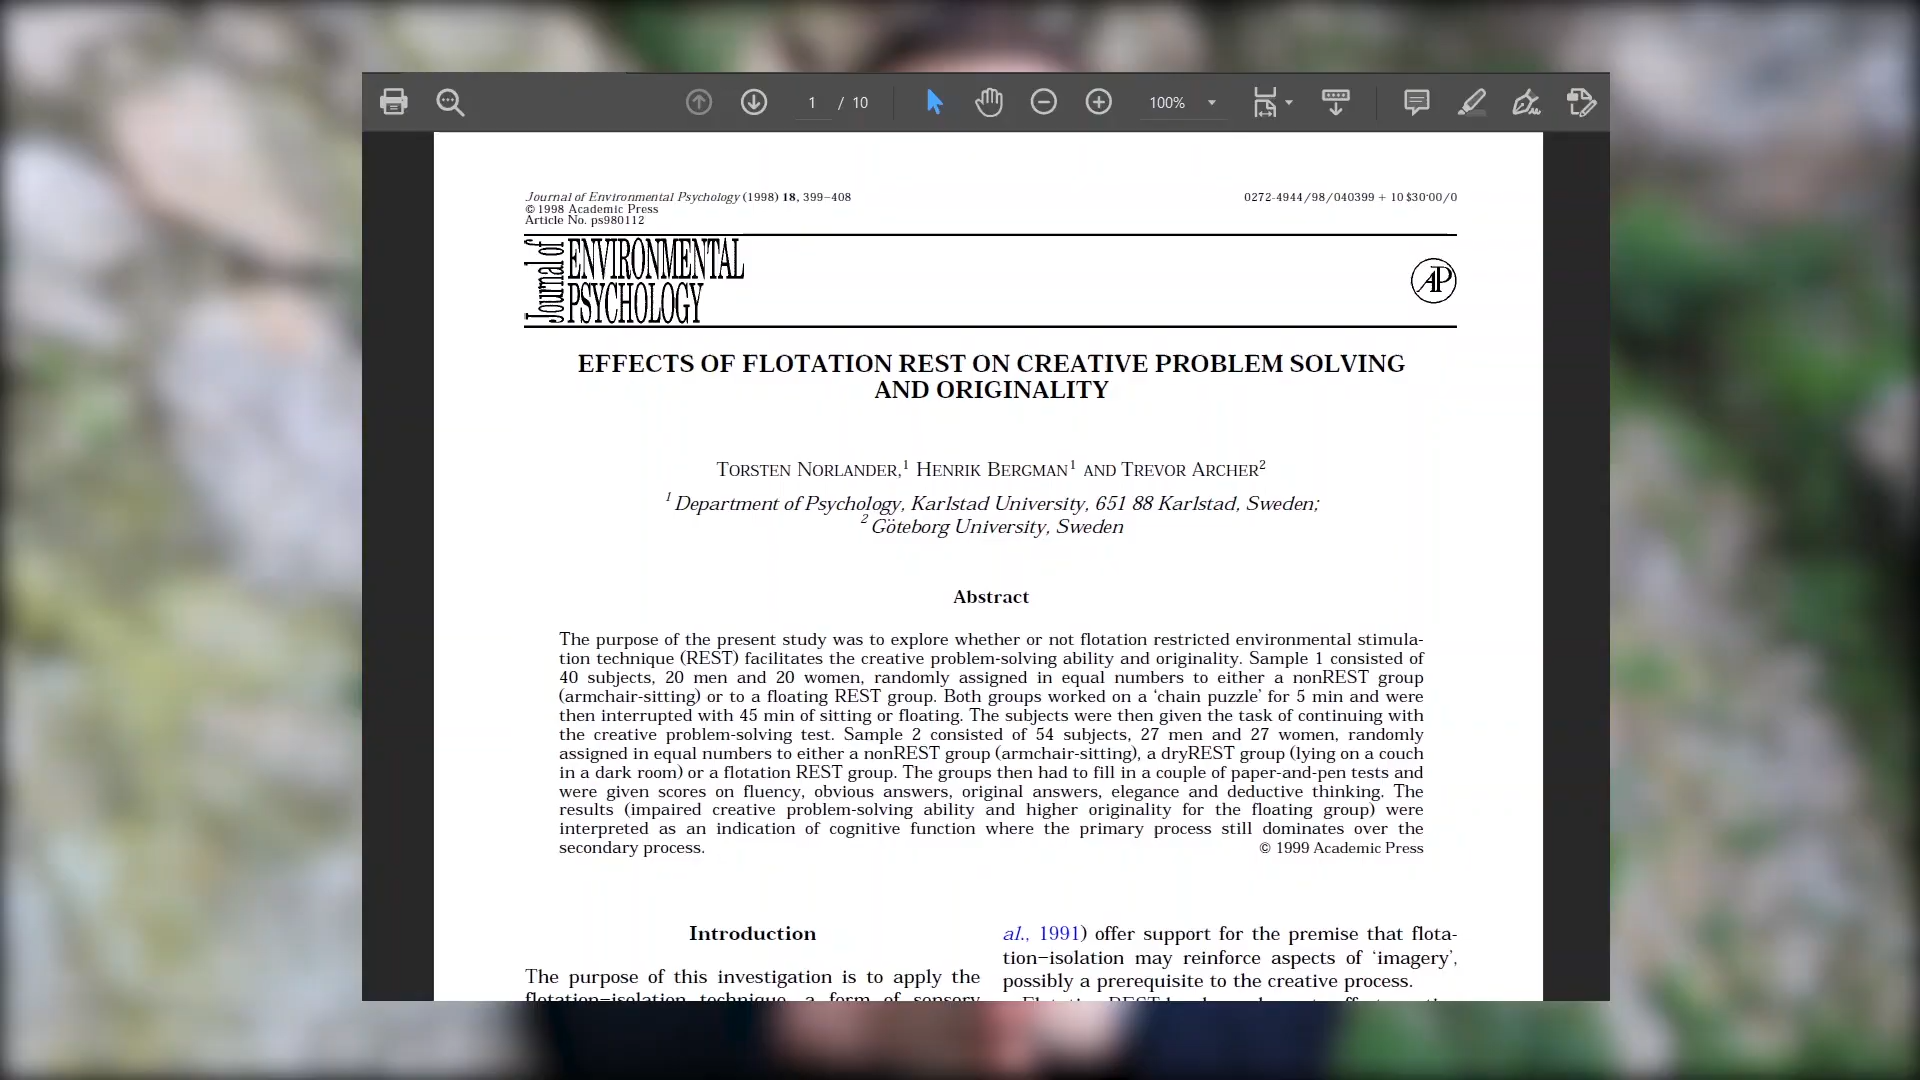 1 / 10
100%
Journal of Environmental Psychology (1998) 18, 399–408
0272-4944/98/040399 + 10 $30·00/0
© 1998 Academic Press
Article No. ps980112
Journal of
ENVIRONMENTAL
PSYCHOLOGY
AP
EFFECTS OF FLOTATION REST ON CREATIVE PROBLEM SOLVING
AND ORIGINALITY
TORSTEN NORLANDER,¹ HENRIK BERGMAN¹ AND TREVOR ARCHER²
¹ Department of Psychology, Karlstad University, 651 88 Karlstad, Sweden;
² Göteborg University, Sweden
Abstract
The purpose of the present study was to explore whether or not flotation restricted environmental stimula-
tion technique (REST) facilitates the creative problem-solving ability and originality. Sample 1 consisted of
40 subjects, 20 men and 20 women, randomly assigned in equal numbers to either a nonREST group
(armchair-sitting) or to a floating REST group. Both groups worked on a ‘chain puzzle’ for 5 min and were
then interrupted with 45 min of sitting or floating. The subjects were then given the task of continuing with
the creative problem-solving test. Sample 2 consisted of 54 subjects, 27 men and 27 women, randomly
assigned in equal numbers to either a nonREST group (armchair-sitting), a dryREST group (lying on a couch
in a dark room) or a flotation REST group. The groups then had to fill in a couple of paper-and-pen tests and
were given scores on fluency, obvious answers, original answers, elegance and deductive thinking. The
results (impaired creative problem-solving ability and higher originality for the floating group) were
interpreted as an indication of cognitive function where the primary process still dominates over the
secondary process.
© 1999 Academic Press
Introduction
The purpose of this investigation is to apply the
flotation–isolation technique, a form of sensory
al., 1991) offer support for the premise that flota-
tion–isolation may reinforce aspects of ‘imagery’,
possibly a prerequisite to the creative process.